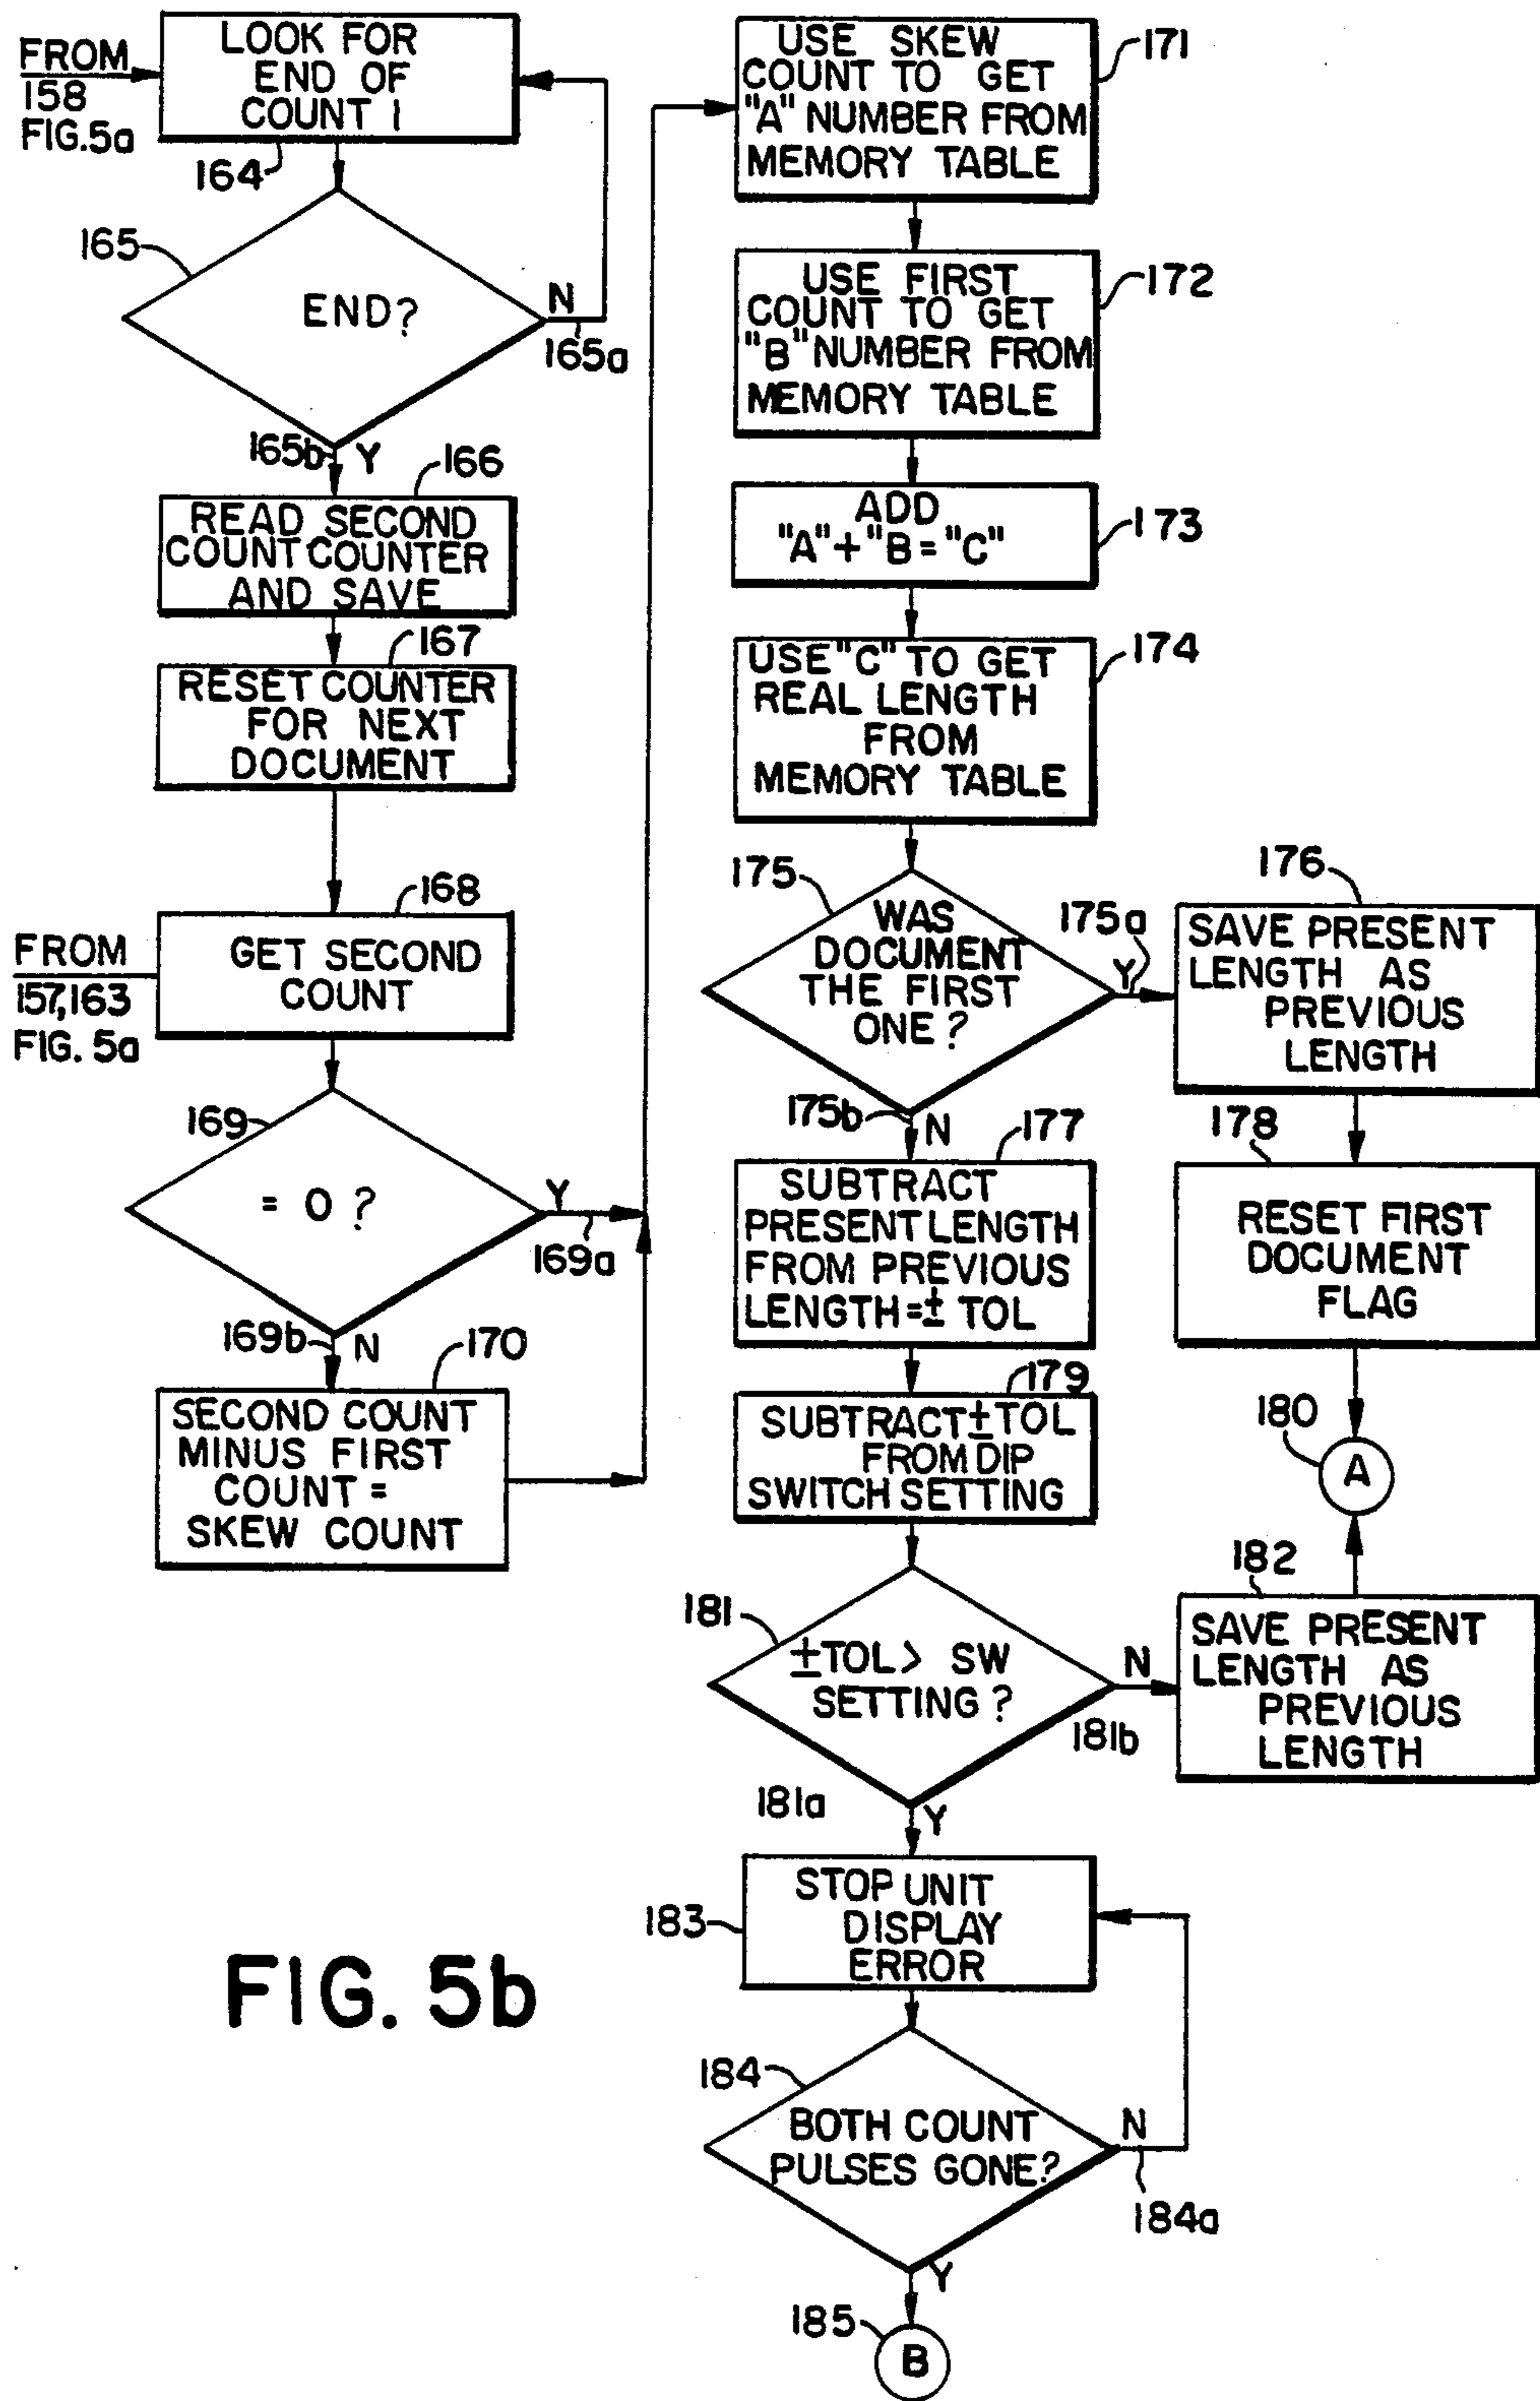 FROM
158
FIG.5a
LOOK FOR
END OF
COUNT 1
164
165
END?
N
165a
165b
Y
166
READ SECOND
COUNT COUNTER
AND SAVE
167
RESET COUNTER
FOR NEXT
DOCUMENT
168
FROM
157,163
FIG. 5a
GET SECOND
COUNT
169
= 0 ?
Y
169a
169b
N
170
SECOND COUNT
MINUS FIRST
COUNT =
SKEW COUNT
USE SKEW
COUNT TO GET
"A" NUMBER FROM
MEMORY TABLE
171
USE FIRST
COUNT TO GET
"B" NUMBER FROM
MEMORY TABLE
172
ADD
"A" + "B = "C"
173
USE "C" TO GET
REAL LENGTH
FROM
MEMORY TABLE
174
175
WAS
DOCUMENT
THE FIRST
ONE ?
175a
Y
176
SAVE PRESENT
LENGTH AS
PREVIOUS
LENGTH
175b
N
177
SUBTRACT
PRESENT LENGTH
FROM PREVIOUS
LENGTH = ± TOL
178
RESET FIRST
DOCUMENT
FLAG
179
SUBTRACT ± TOL
FROM DIP
SWITCH SETTING
180
A
181
±TOL > SW
SETTING ?
N
181b
182
SAVE PRESENT
LENGTH AS
PREVIOUS
LENGTH
181a
Y
183
STOP UNIT
DISPLAY
ERROR
184
BOTH COUNT
PULSES GONE?
N
184a
Y
185
B
FIG. 5b